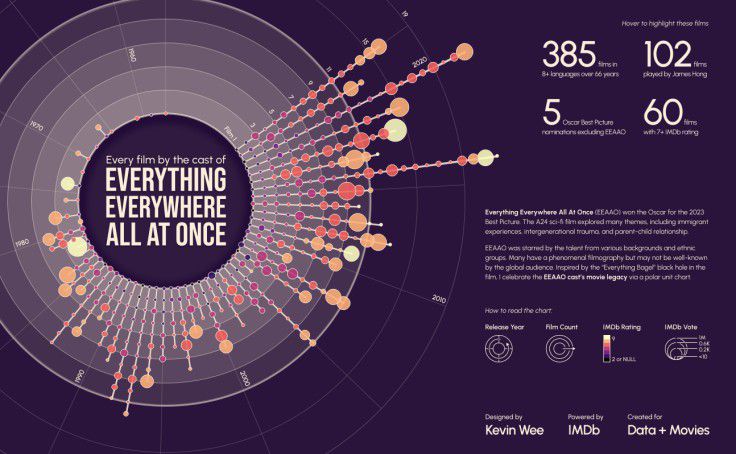 Every film by the cast of
EVERYTHING
EVERYWHERE
ALL AT ONCE
1960
1970
1980
1990
2000
2010
2020
Film 1
3
5
7
9
11
15
19
Hover to highlight these films
385 films in
8+ languages over 66 years
102 films
played by James Hong
5 Oscar Best Picture
nominations excluding EEAAO
60 films
with 7+ IMDb rating
Everything Everywhere All At Once (EEAAO) won the Oscar for the 2023
Best Picture. The A24 sci-fi film explored many themes, including immigrant
experiences, intergenerational trauma, and parent-child relationship.
EEAAO was starred by the talent from various backgrounds and ethnic
groups. Many have a phenomenal filmography but may not be well-known
by the global audience. Inspired by the "Everything Bagel" black hole in the
film, I celebrate the EEAAO cast's movie legacy via a polar unit chart.
How to read the chart:
Release Year
Film Count
IMDb Rating
9
2 or NULL
IMDb Vote
1M
0.6K
0.2K
<10
Designed by
Kevin Wee
Powered by
IMDb
Created for
Data + Movies